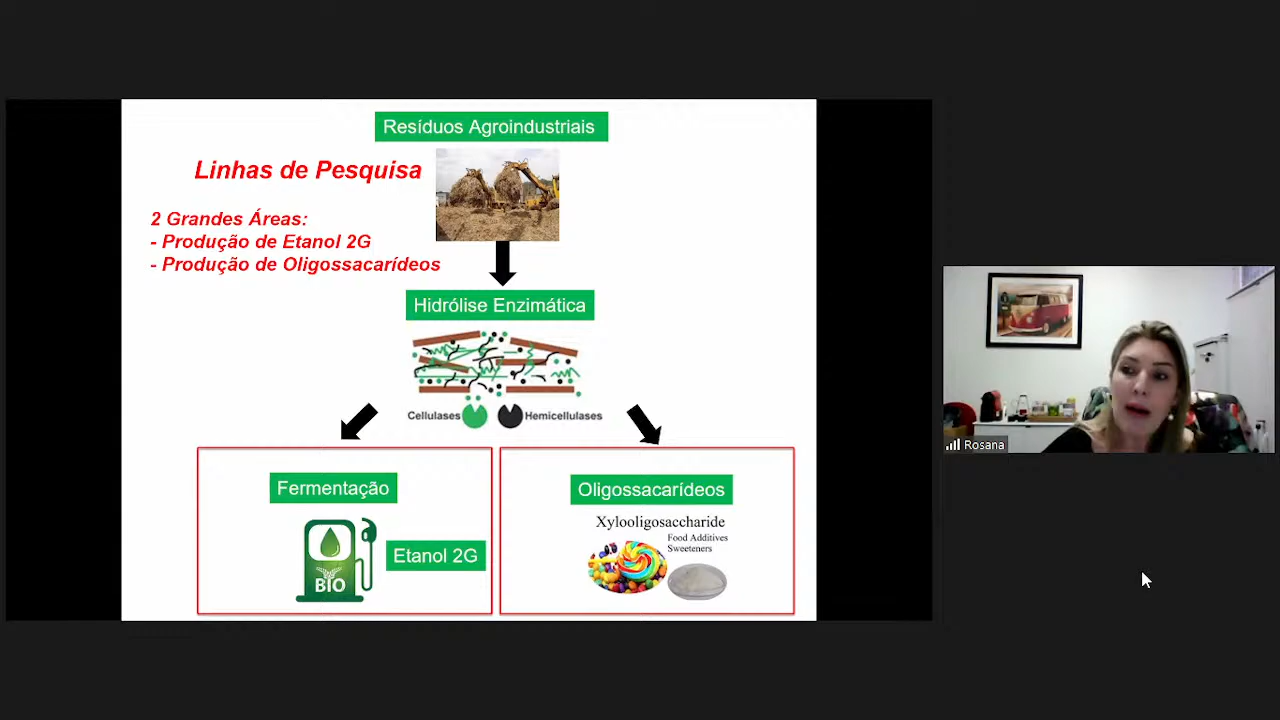 Resíduos Agroindustriais
Linhas de Pesquisa
2 Grandes Áreas:
- Produção de Etanol 2G
- Produção de Oligossacarídeos
Hidrólise Enzimática
Cellulases
Hemicellulases
Fermentação
BIO
Etanol 2G
Oligossacarídeos
Xylooligosaccharide
Food Additives
Sweeteners
Rosana